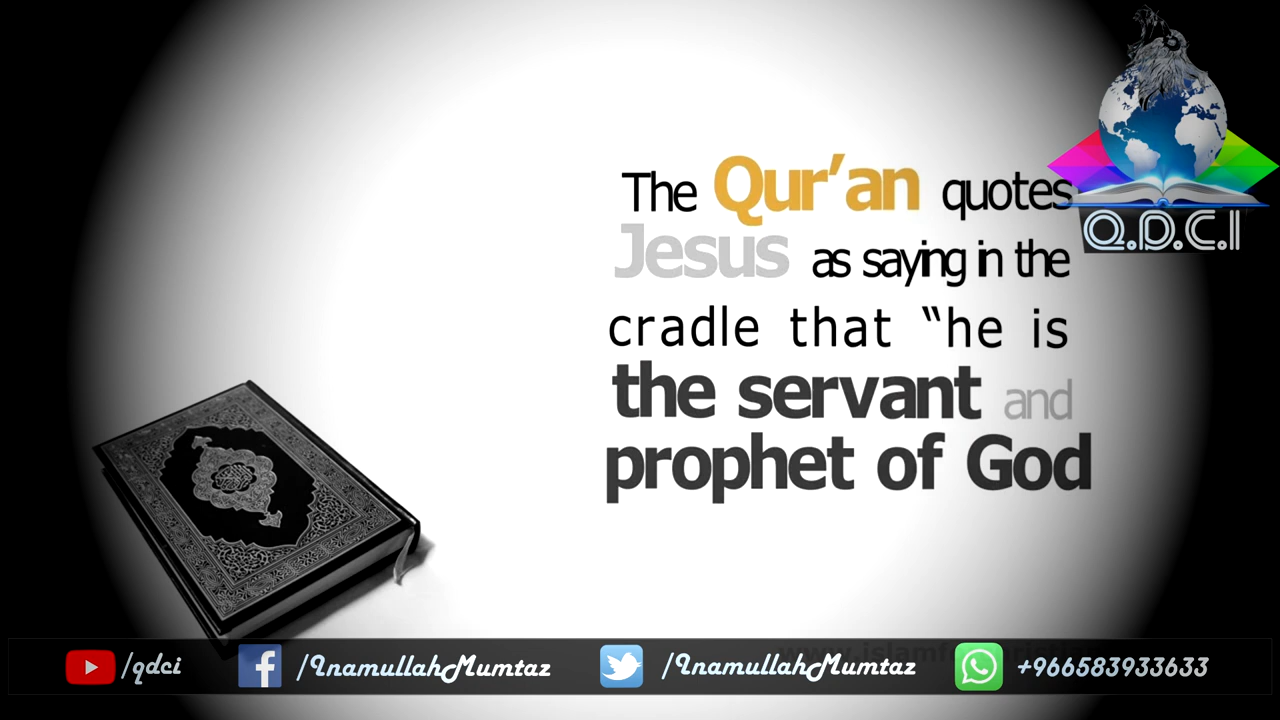 The Qur’an quotes
Jesus as saying in the
cradle that “he is
the servant and
prophet of God
Q.D.C.I
/qdci
/InamullahMumtaz
/InamullahMumtaz
+966583933633